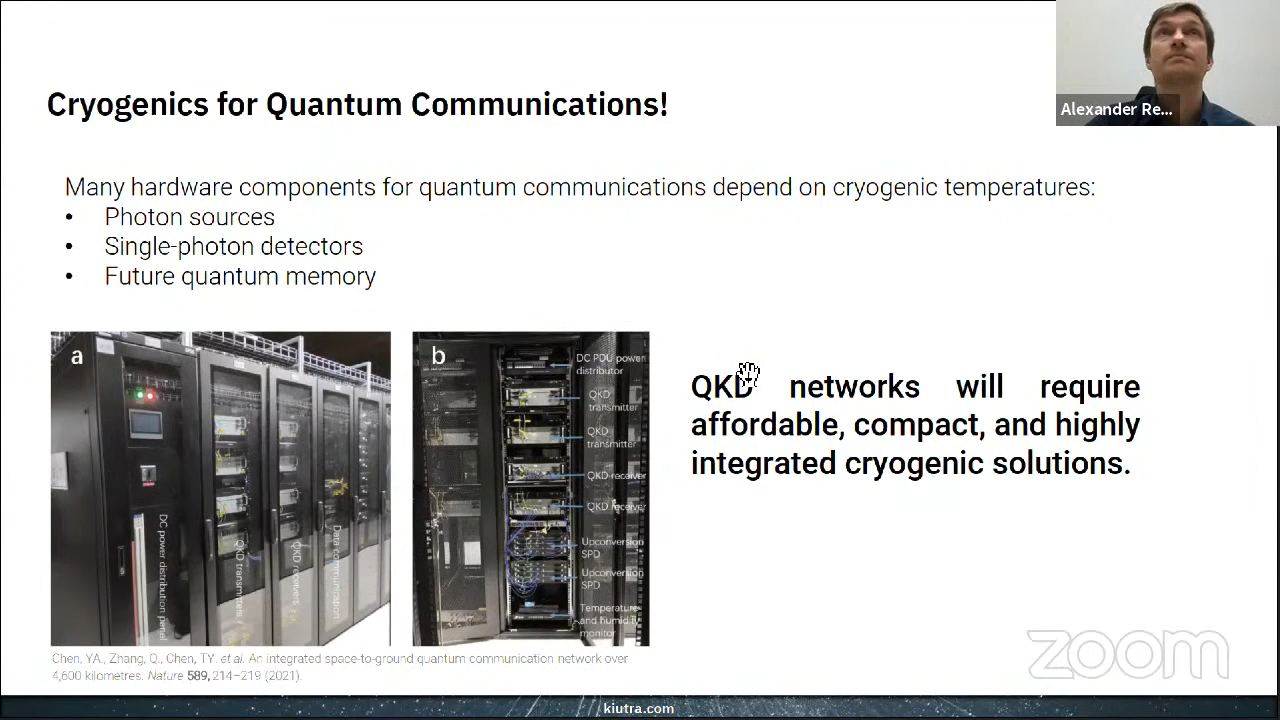 Cryogenics for Quantum Communications!
Alexander Re...
Many hardware components for quantum communications depend on cryogenic temperatures:
• Photon sources
• Single-photon detectors
• Future quantum memory
a
DC power distribution panel
QKD transmitters
QKD receivers
Data communication
b
DC PDU power
distributor
QKD
transmitter
QKD
transmitter
QKD receiver
QKD receiver
Upconversion
SPD
Upconversion
SPD
Temperature
and humidity
monitor
QKD networks will require
affordable, compact, and highly
integrated cryogenic solutions.
Chen, YA., Zhang, Q., Chen, TY. et al. An integrated space-to-ground quantum communication network over
4,600 kilometres. Nature 589, 214–219 (2021).
zoom
kiutra.com